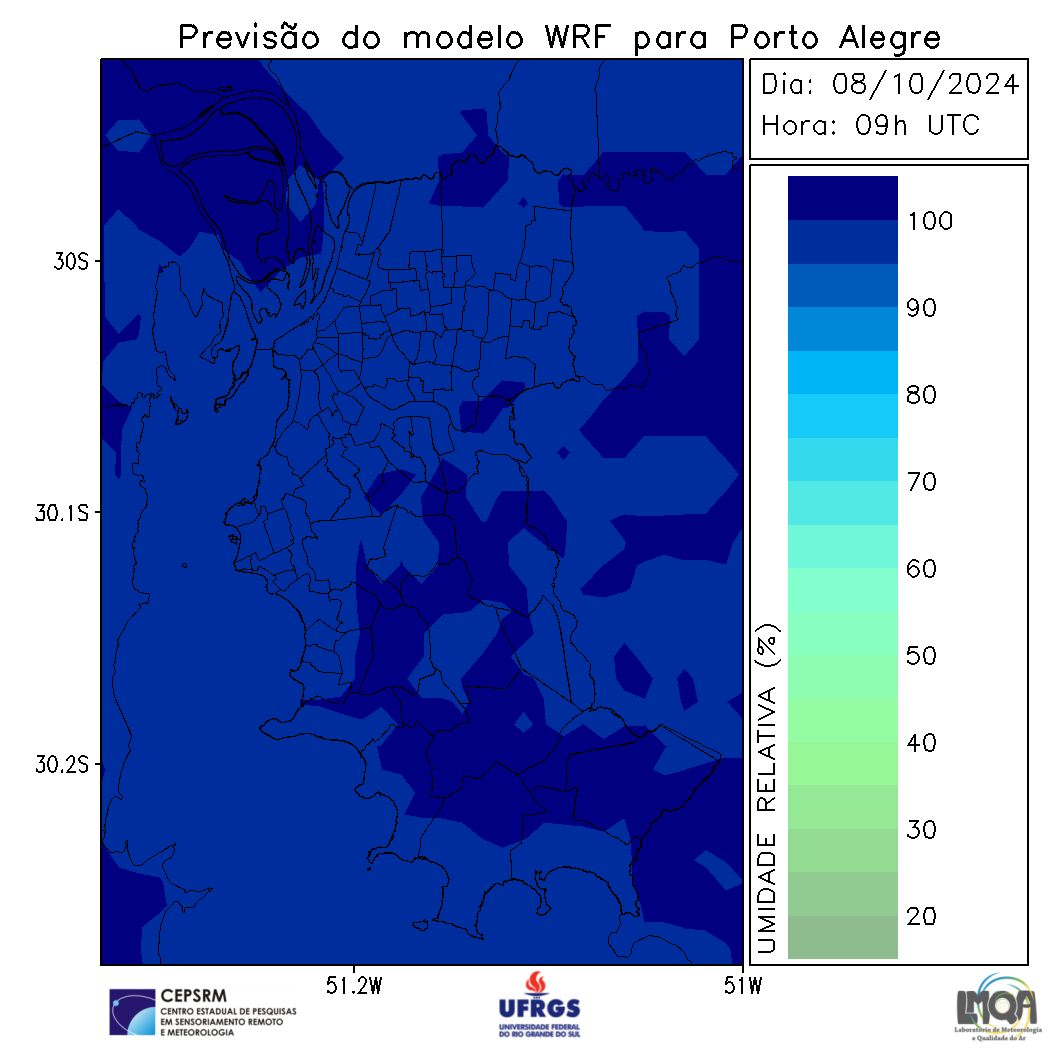 Previsão do modelo WRF para Porto Alegre
Dia: 08/10/2024
Hora: 09h UTC
30S
30.1S
30.2S
51.2W
51W
UMIDADE RELATIVA (%)
100
90
80
70
60
50
40
30
20
CEPSRM
CENTRO ESTADUAL DE PESQUISAS
EM SENSORIAMENTO REMOTO
E METEOROLOGIA
UFRGS
UNIVERSIDADE FEDERAL
DO RIO GRANDE DO SUL
LMQA
Laboratório de Meteorologia
e Qualidade do Ar